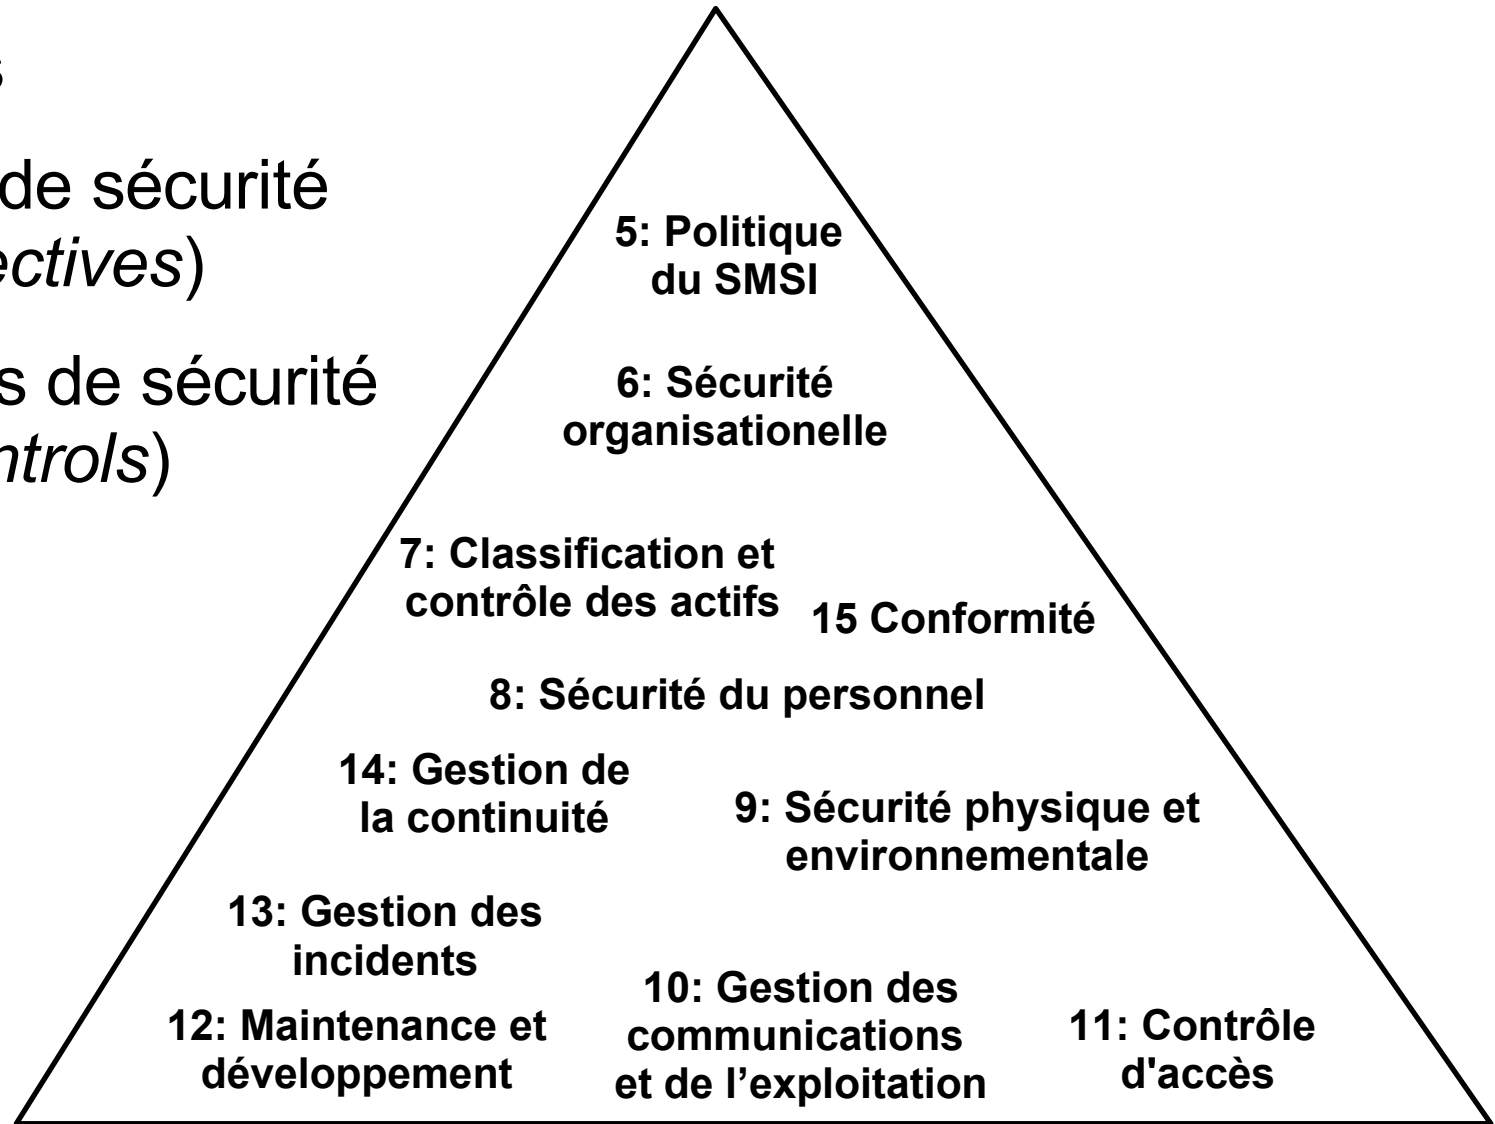 s
de sécurité
ectives)
s de sécurité
ntrols)
5: Politique
du SMSI
6: Sécurité
organisationelle
7: Classification et
contrôle des actifs
15 Conformité
8: Sécurité du personnel
14: Gestion de
la continuité
9: Sécurité physique et
environnementale
13: Gestion des
incidents
10: Gestion des
communications
et de l’exploitation
12: Maintenance et
développement
11: Contrôle
d'accès